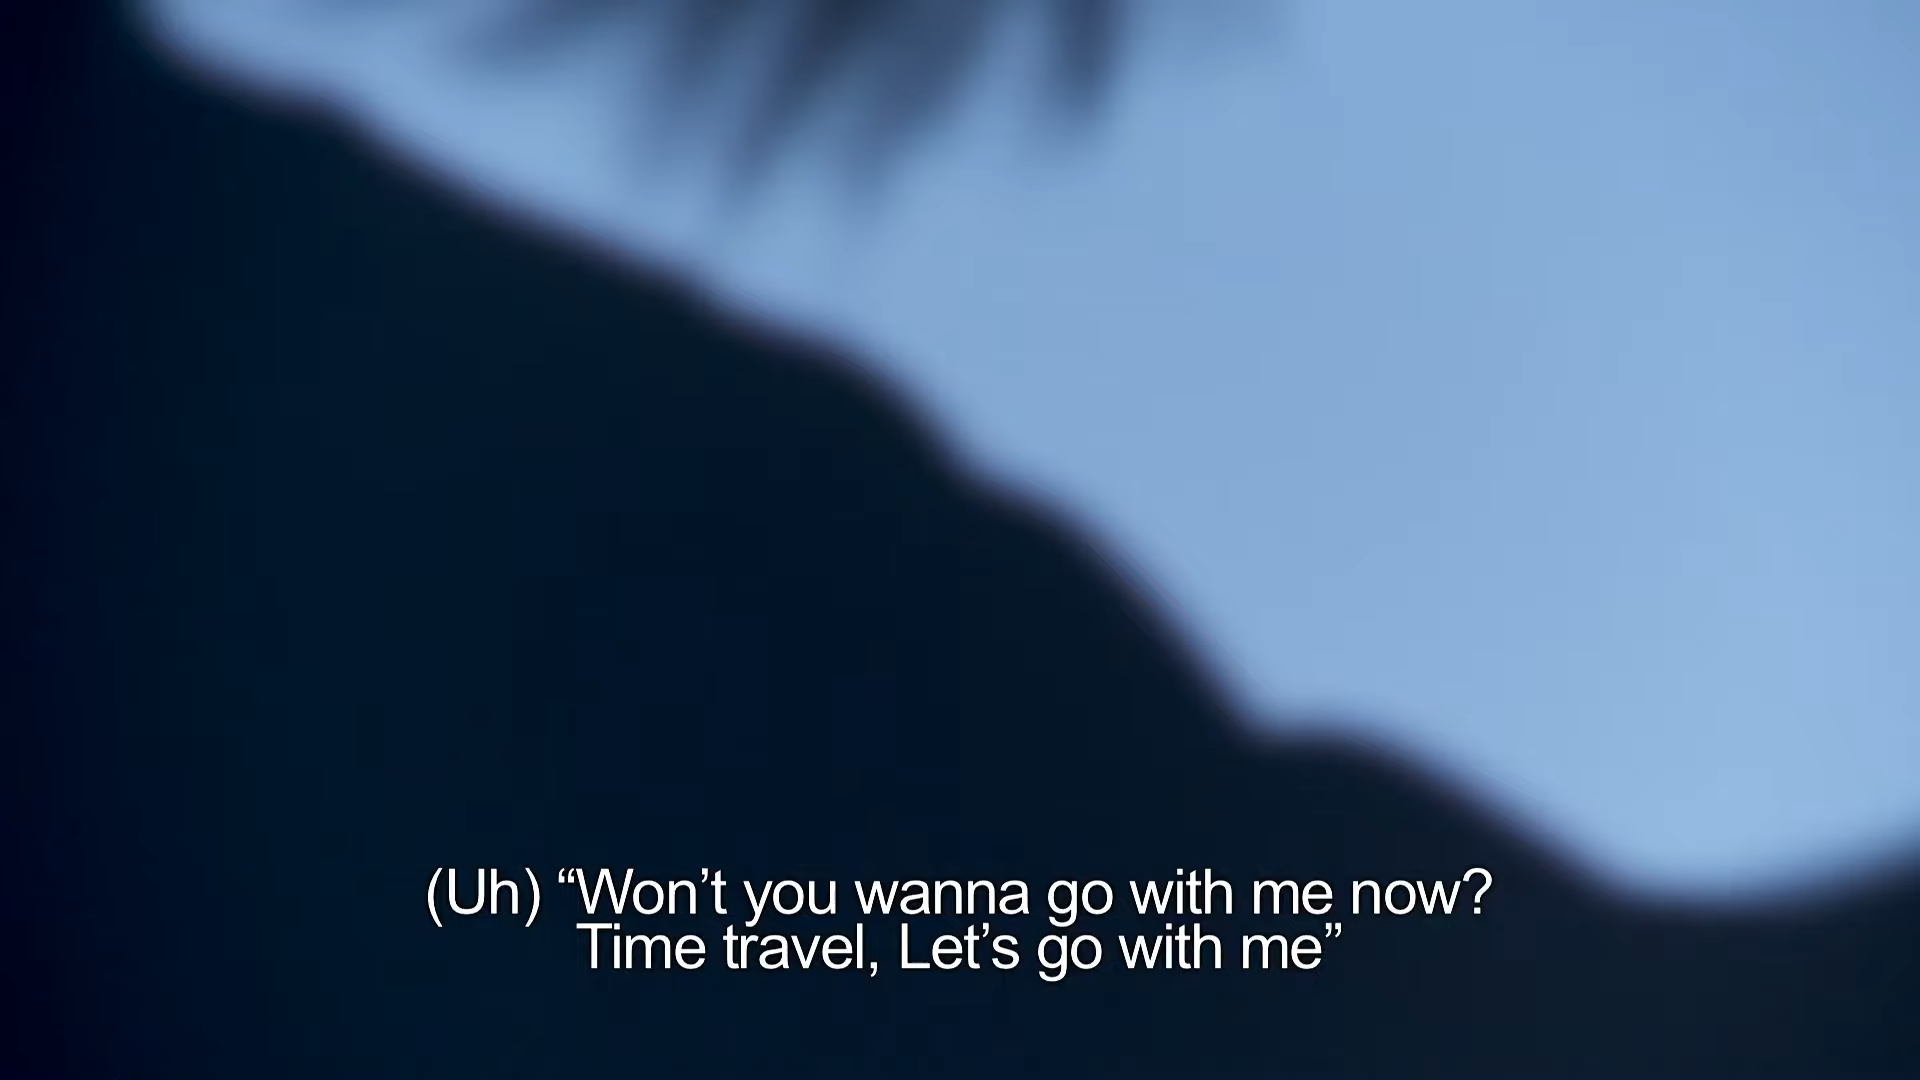 (Uh) “Won’t you wanna go with me now?
Time travel, Let’s go with me”